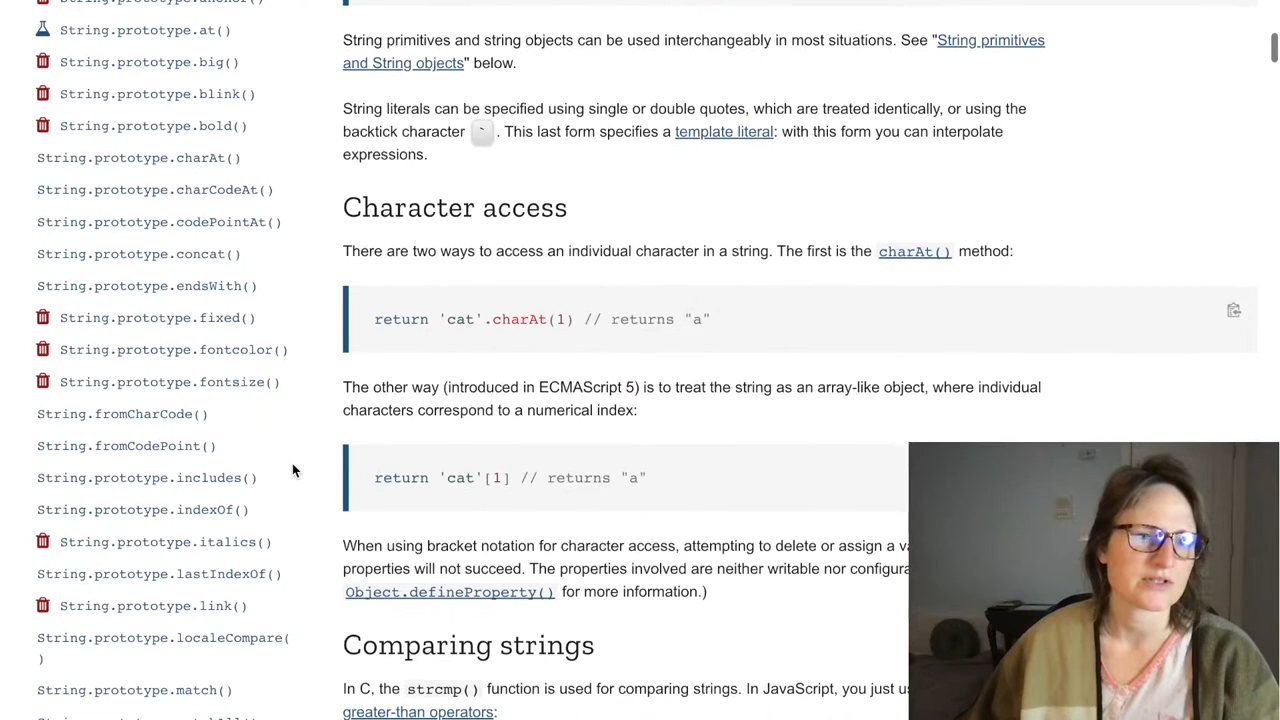 String.prototype.at()
String.prototype.big()
String.prototype.blink()
String.prototype.bold()
String.prototype.charAt()
String.prototype.charCodeAt()
String.prototype.codePointAt()
String.prototype.concat()
String.prototype.endsWith()
String.prototype.fixed()
String.prototype.fontcolor()
String.prototype.fontsize()
String.fromCharCode()
String.fromCodePoint()
String.prototype.includes()
String.prototype.indexOf()
String.prototype.italics()
String.prototype.lastIndexOf()
String.prototype.link()
String.prototype.localeCompare(
)
String.prototype.match()
String primitives and string objects can be used interchangeably in most situations. See "String primitives
and String objects" below.
String literals can be specified using single or double quotes, which are treated identically, or using the
backtick character ` . This last form specifies a template literal: with this form you can interpolate
expressions.
Character access
There are two ways to access an individual character in a string. The first is the charAt() method:
return 'cat'.charAt(1) // returns "a"
The other way (introduced in ECMAScript 5) is to treat the string as an array-like object, where individual
characters correspond to a numerical index:
return 'cat'[1] // returns "a"
When using bracket notation for character access, attempting to delete or assign a
properties will not succeed. The properties involved are neither writable nor
Object.defineProperty() for more information.)
Comparing strings
In C, the strcmp() function is used for comparing strings. In JavaScript, you just
greater-than operators: